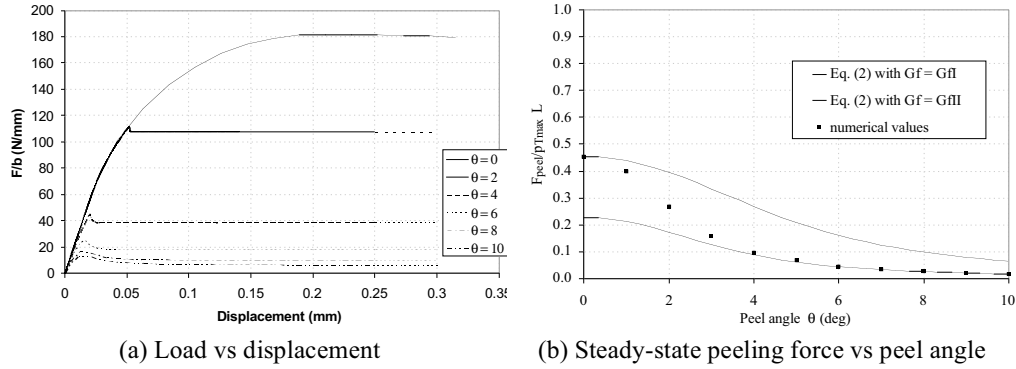 200
180
160
140
120
100
80
60
40
20
0
F/b (N/mm)
0 0.05 0.1 0.15 0.2 0.25 0.3 0.35
Displacement (mm)
θ = 0
θ = 2
θ = 4
θ = 6
θ = 8
θ = 10
(a) Load vs displacement
1.0
0.9
0.8
0.7
0.6
0.5
0.4
0.3
0.2
0.1
0.0
Fpeel/pTmax L
0 2 4 6 8 10
Peel angle θ (deg)
Eq. (2) with Gf = GfI
Eq. (2) with Gf = GfII
numerical values
(b) Steady-state peeling force vs peel angle